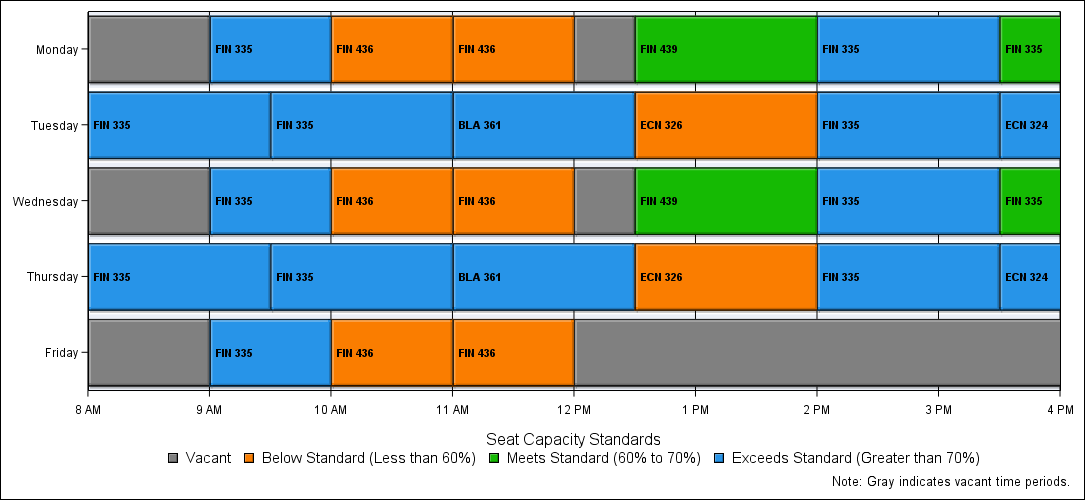 Monday FIN 335 FIN 436 FIN 436 FIN 439 FIN 335 FIN 335
Tuesday FIN 335 FIN 335 BLA 361 ECN 326 FIN 335 ECN 324
Wednesday FIN 335 FIN 436 FIN 436 FIN 439 FIN 335 FIN 335
Thursday FIN 335 FIN 335 BLA 361 ECN 326 FIN 335 ECN 324
Friday FIN 335 FIN 436 FIN 436
8 AM 9 AM 10 AM 11 AM 12 PM 1 PM 2 PM 3 PM 4 PM
Seat Capacity Standards
Vacant Below Standard (Less than 60%) Meets Standard (60% to 70%) Exceeds Standard (Greater than 70%)
Note: Gray indicates vacant time periods.